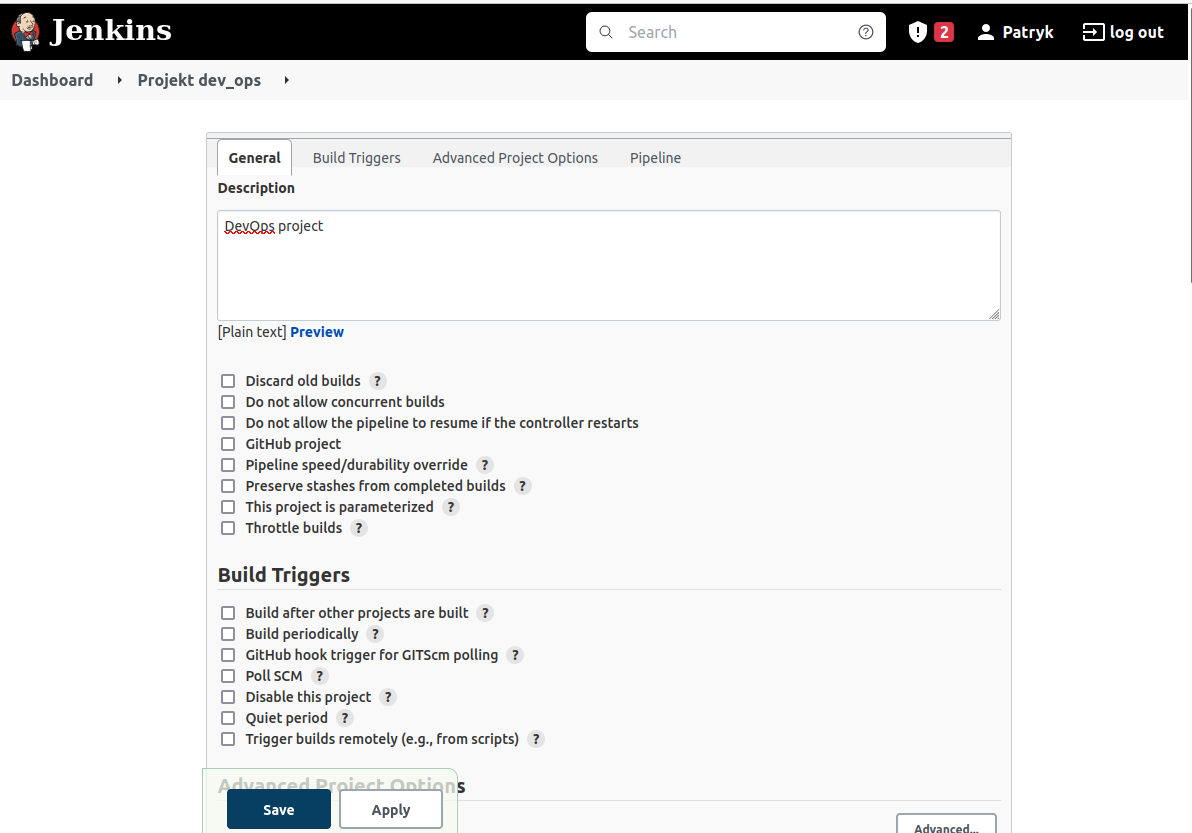 Jenkins
Search
2
Patryk
log out
Dashboard
Projekt dev_ops
General
Build Triggers
Advanced Project Options
Pipeline
Description
DevOps project
[Plain text] Preview
Discard old builds ?
Do not allow concurrent builds
Do not allow the pipeline to resume if the controller restarts
GitHub project
Pipeline speed/durability override ?
Preserve stashes from completed builds ?
This project is parameterized ?
Throttle builds ?
Build Triggers
Build after other projects are built ?
Build periodically ?
GitHub hook trigger for GITScm polling ?
Poll SCM ?
Disable this project ?
Quiet period ?
Trigger builds remotely (e.g., from scripts) ?
Advanced Project Options
Save
Apply
Advanced...